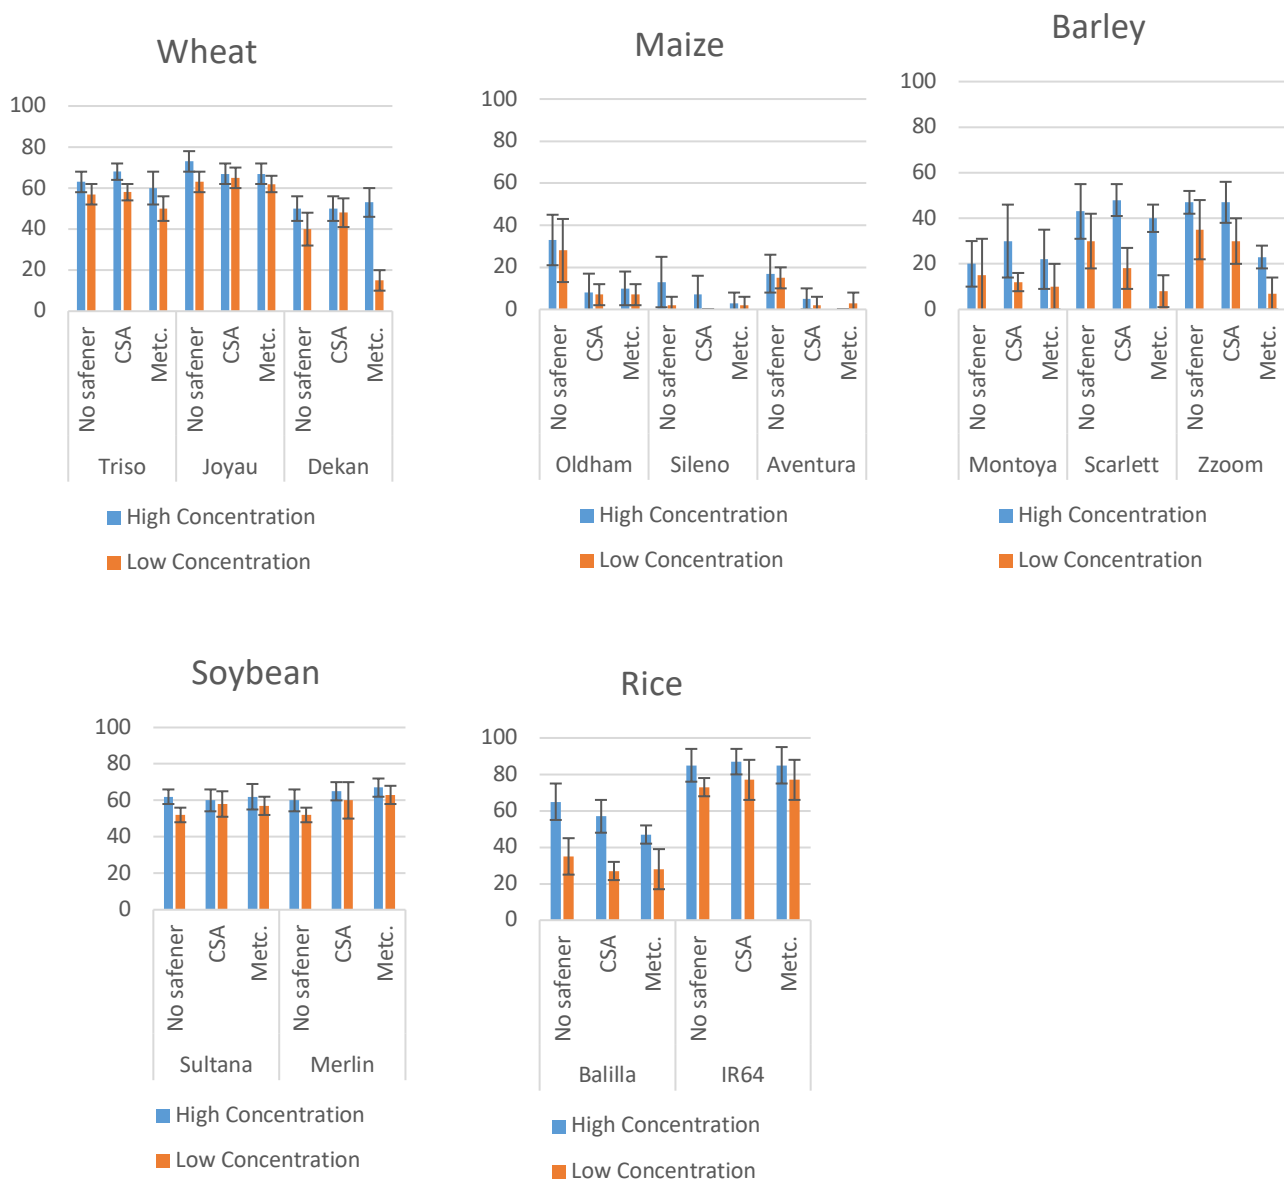 Wheat
100
80
60
40
20
0
No safener
CSA
Metc.
No safener
CSA
Metc.
No safener
CSA
Metc.
Triso
Joyau
Dekan
High Concentration
Low Concentration
Maize
100
80
60
40
20
0
No safener
CSA
Metc.
No safener
CSA
Metc.
No safener
CSA
Metc.
Oldham
Sileno
Aventura
High Concentration
Low Concentration
Barley
100
80
60
40
20
0
No safener
CSA
Metc.
No safener
CSA
Metc.
No safener
CSA
Metc.
Montoya
Scarlett
Zzoom
High Concentration
Low Concentration
Soybean
100
80
60
40
20
0
No safener
CSA
Metc.
No safener
CSA
Metc.
Sultana
Merlin
High Concentration
Low Concentration
Rice
100
80
60
40
20
0
No safener
CSA
Metc.
No safener
CSA
Metc.
Balilla
IR64
High Concentration
Low Concentration